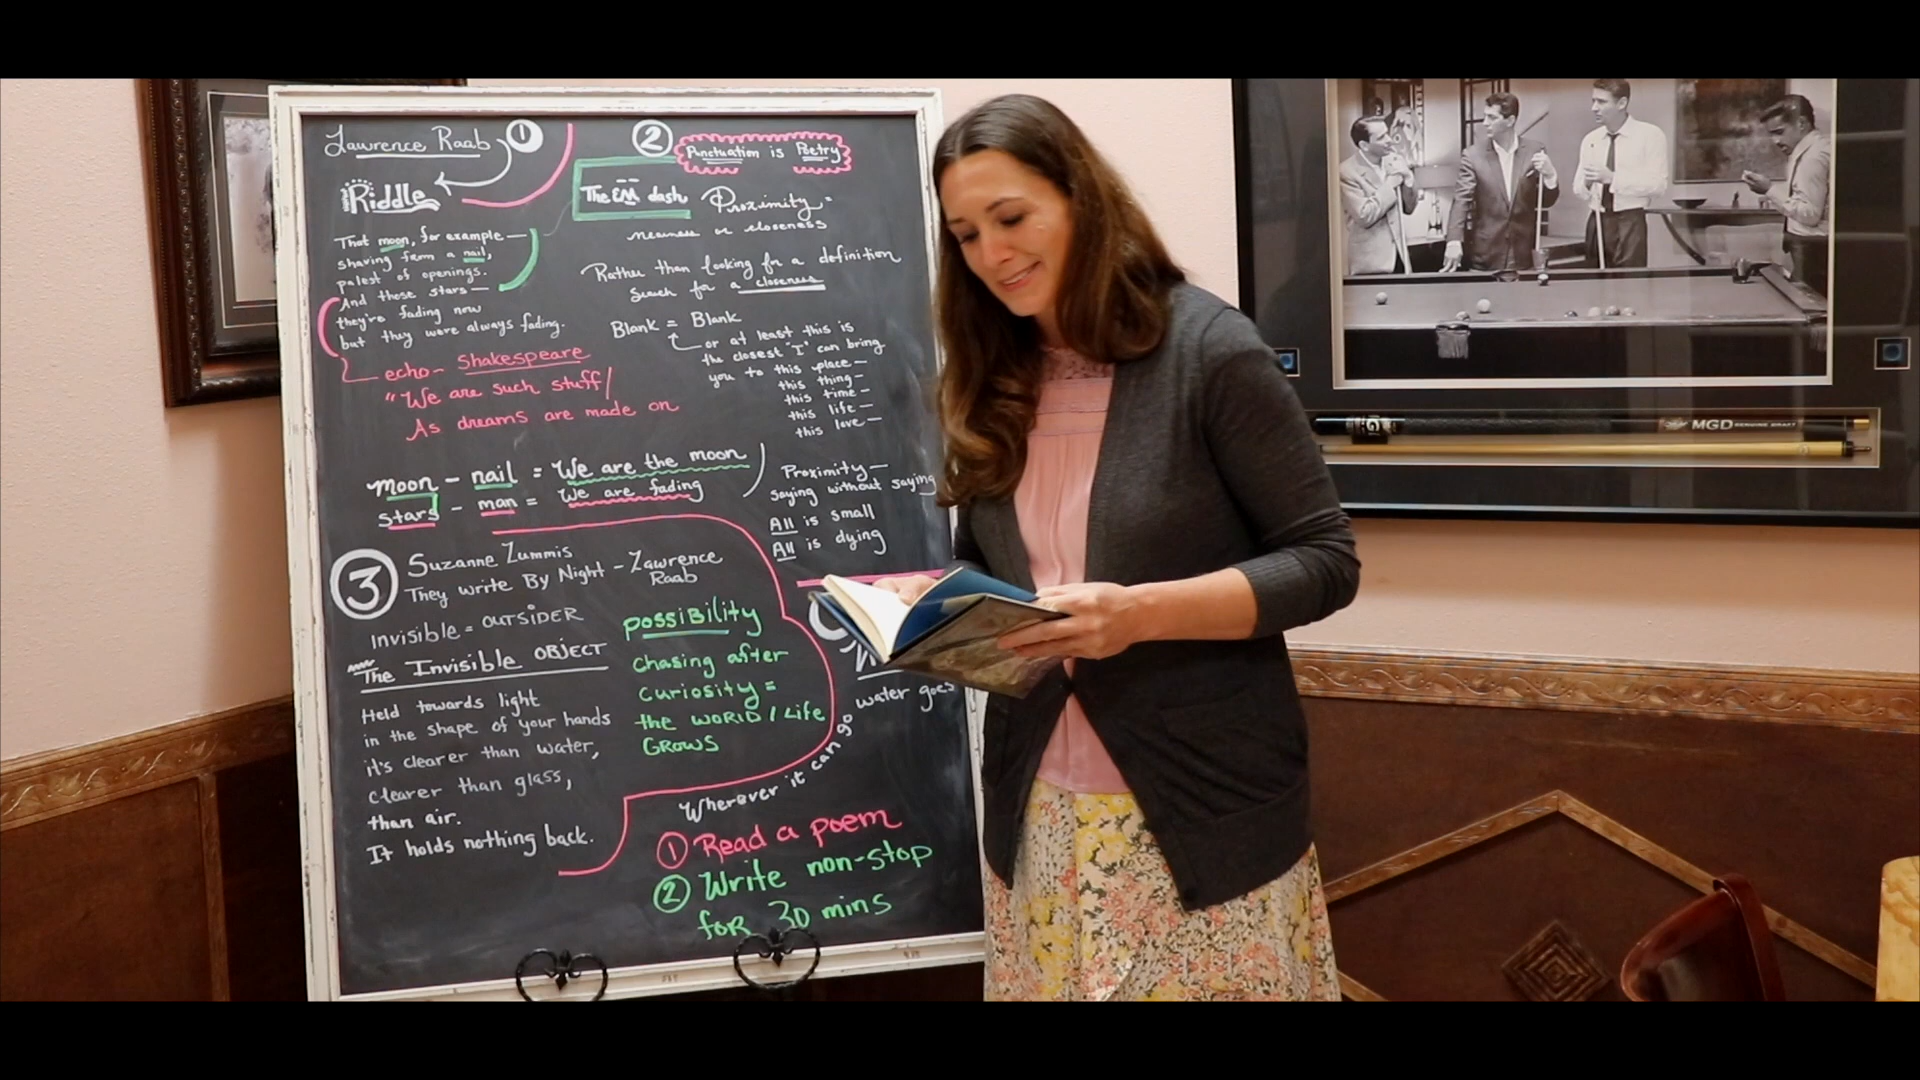 Lawrence Raab
1
Riddle
That moon, for example—
shaving from a nail,
palest of openings.
And those stars—
they're fading now
but they were always fading.
echo - Shakespeare
"We are such stuff/
As dreams are made on
moon - nail = We are the moon
stars - man = We are fading
2
Punctuation is Poetry
The EM dash
Proximity =
nearness or closeness
Rather than looking for a definition
Search for a closeness
Blank = Blank
or at least this is
the closest "I" can bring
you to this place—
this thing—
this time—
this life—
this love—
Proximity—
saying without saying
All is small
All is dying
3
Suzanne Lummis
They write By Night - Lawrence
Raab
Invisible = OUTSIDER
The Invisible OBJECT
Held towards light
in the shape of your hands
it's clearer than water,
clearer than glass,
than air.
It holds nothing back.
possibility
chasing after
curiosity =
the WORLD / Life
GROWS
water goes
Wherever it can go
1 Read a poem
2 Write non-stop
for 30 mins
MGD GENUINE DRAFT